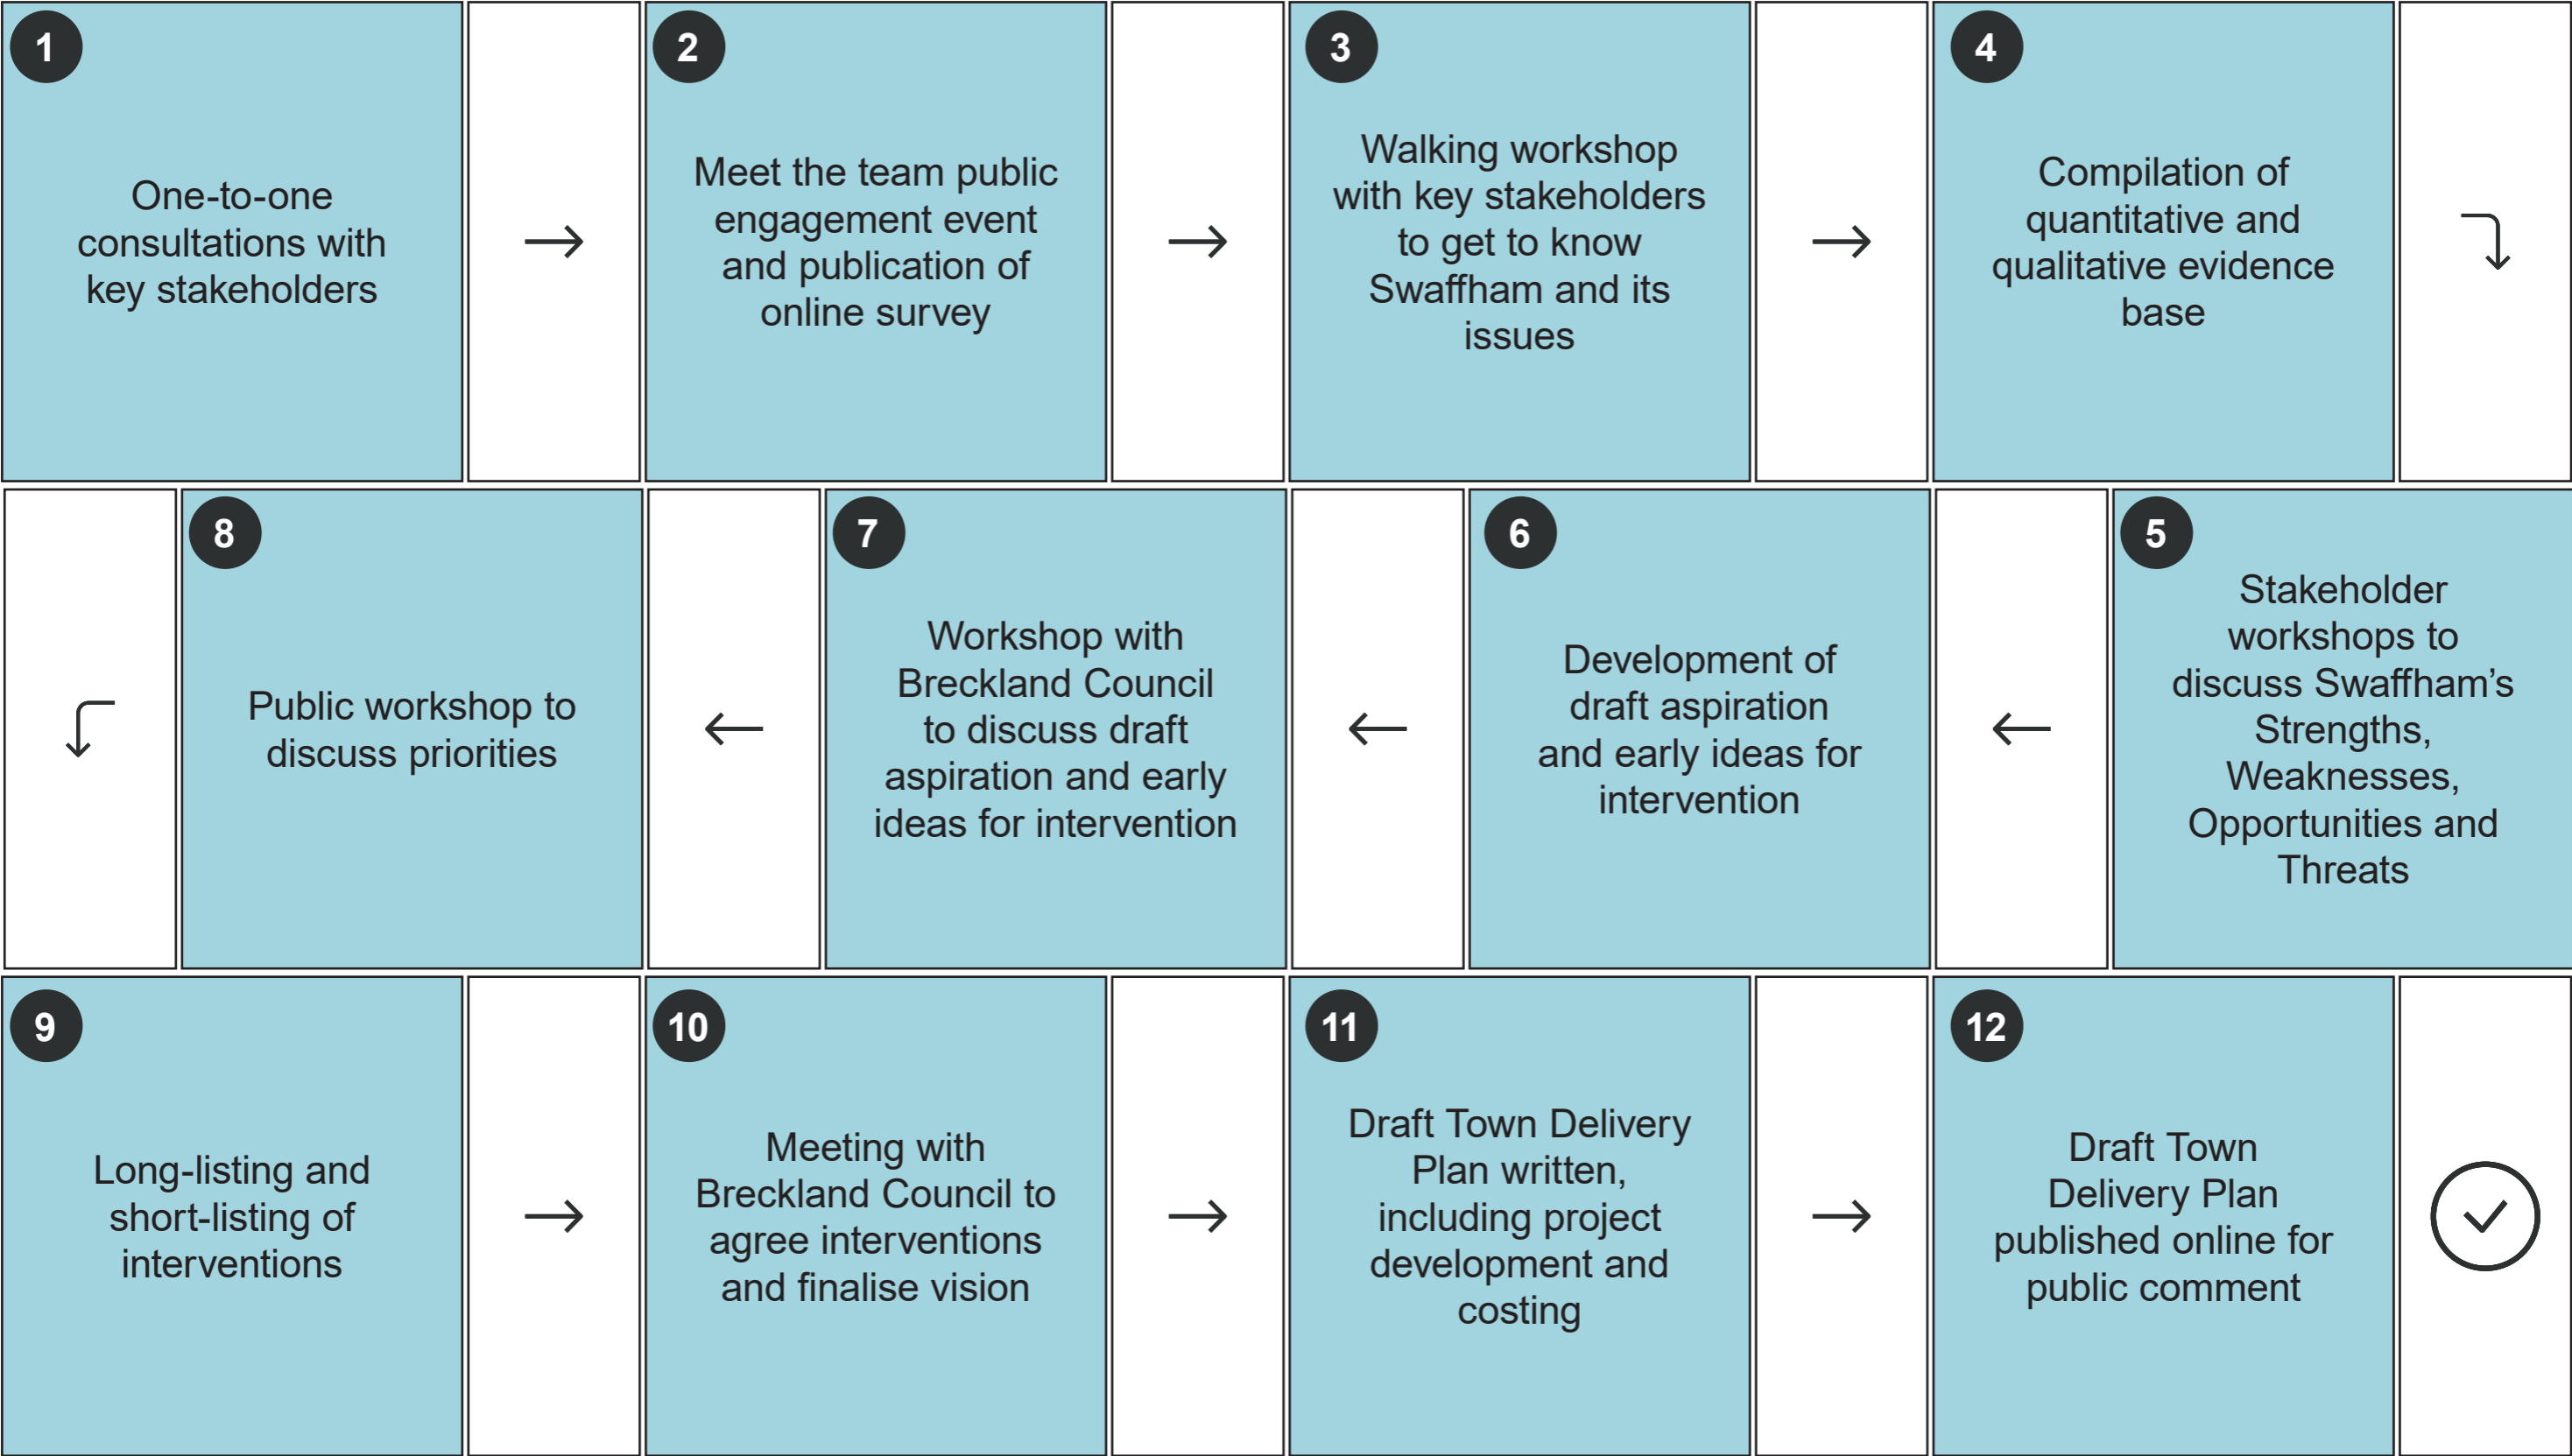 1
One-to-one
consultations with
key stakeholders
2
Meet the team public
engagement event
and publication of
online survey
3
Walking workshop
with key stakeholders
to get to know
Swaffham and its
issues
4
Compilation of
quantitative and
qualitative evidence
base
5
Stakeholder
workshops to
discuss Swaffham’s
Strengths,
Weaknesses,
Opportunities and
Threats
6
Development of
draft aspiration
and early ideas for
intervention
7
Workshop with
Breckland Council
to discuss draft
aspiration and early
ideas for intervention
8
Public workshop to
discuss priorities
9
Long-listing and
short-listing of
interventions
10
Meeting with
Breckland Council to
agree interventions
and finalise vision
11
Draft Town Delivery
Plan written,
including project
development and
costing
12
Draft Town
Delivery Plan
published online for
public comment